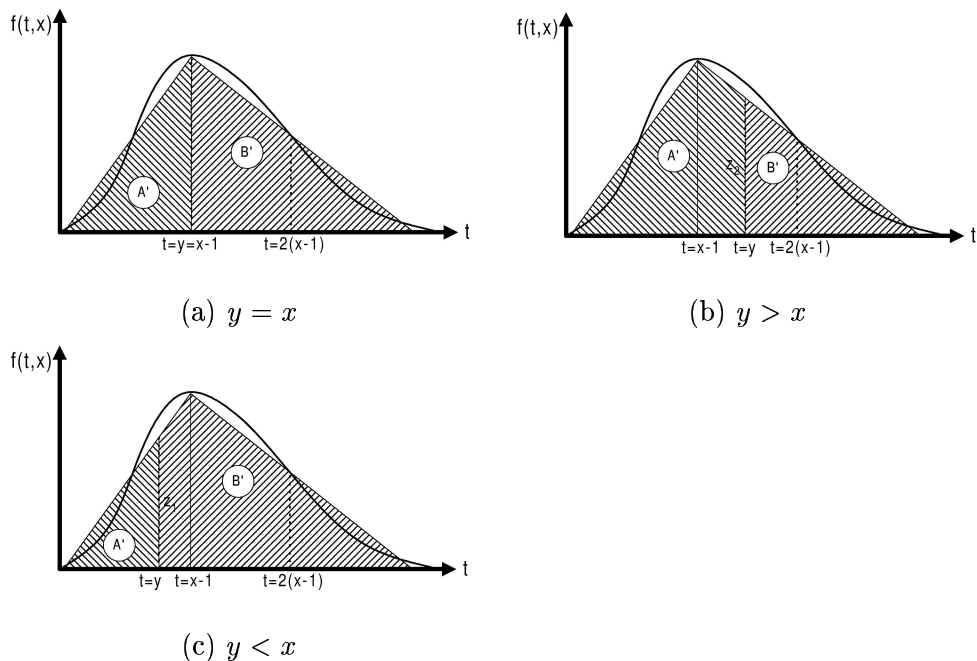 f(t,x)
A'
B'
t
t=y=x-1
t=2(x-1)
(a) y = x
f(t,x)
A'
z2
B'
t
t=x-1
t=y
t=2(x-1)
(b) y > x
f(t,x)
B'
z1
A'
t
t=y
t=x-1
t=2(x-1)
(c) y < x